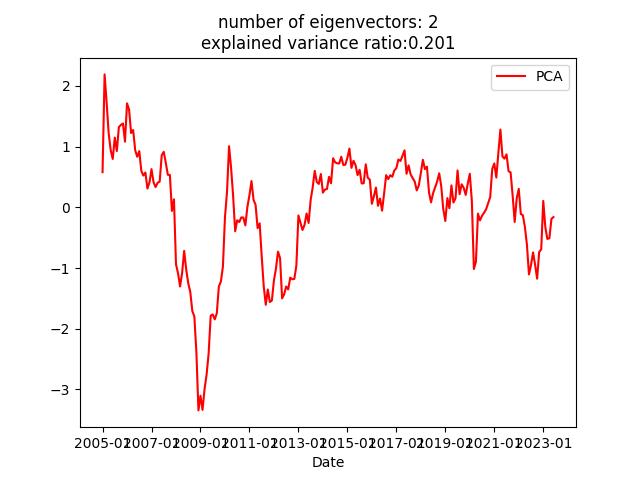 number of eigenvectors: 2
explained variance ratio:0.201
PCA
2
1
0
−1
−2
−3
2005-01 2007-01 2009-01 2011-01 2013-01 2015-01 2017-01 2019-01 2021-01 2023-01
Date